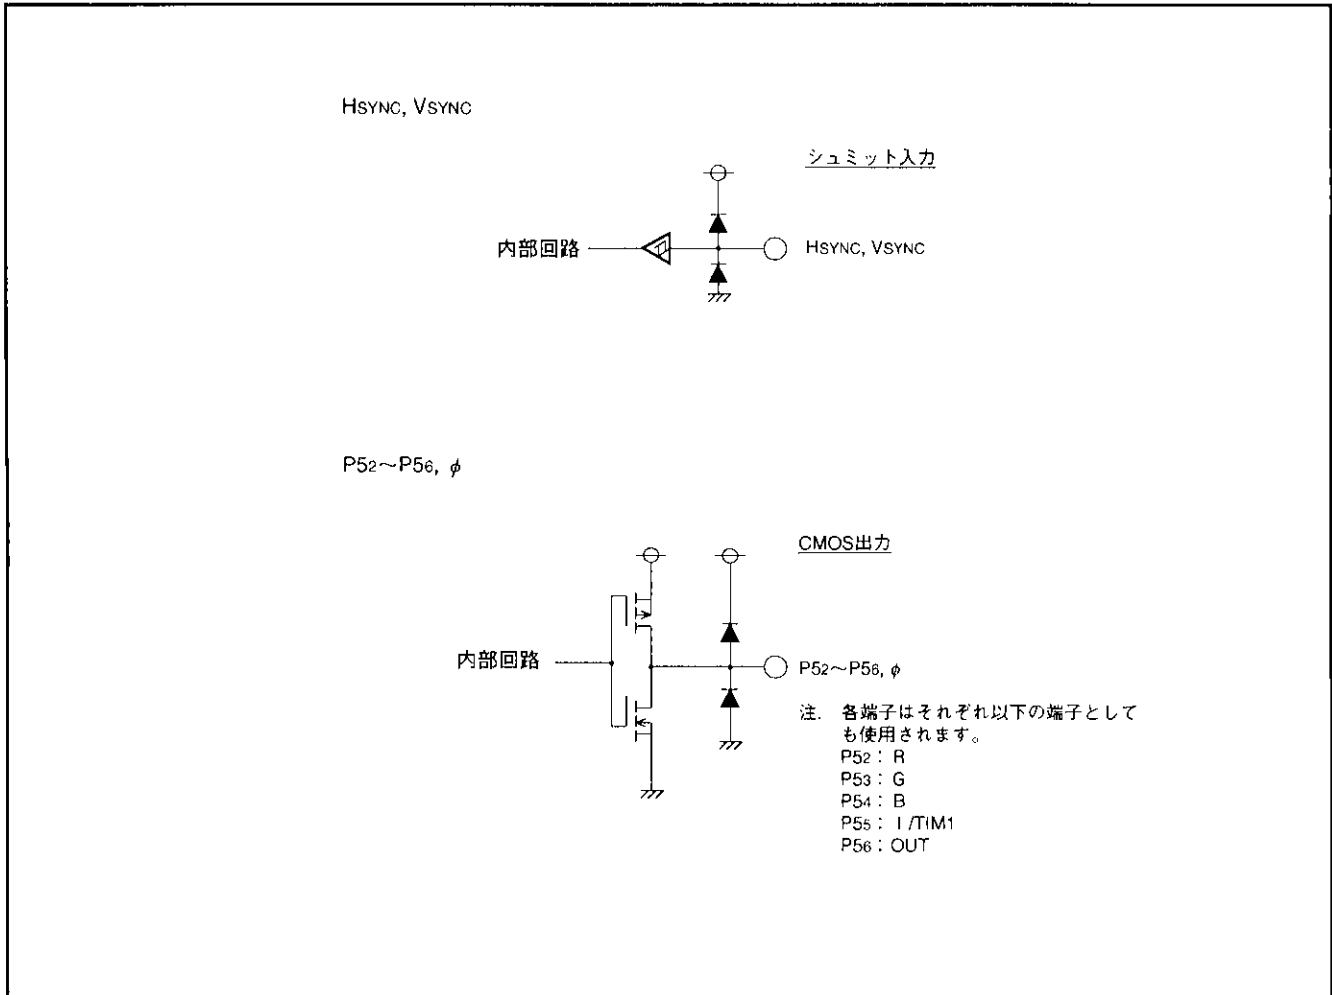 HSYNC, VSYNC
シュミット入力
内部回路
HSYNC, VSYNC
P52～P56, φ
CMOS出力
内部回路
P52～P56, φ
注. 各端子はそれぞれ以下の端子として
も使用されます。
P52：R
P53：G
P54：B
P55：I/TIM1
P56：OUT